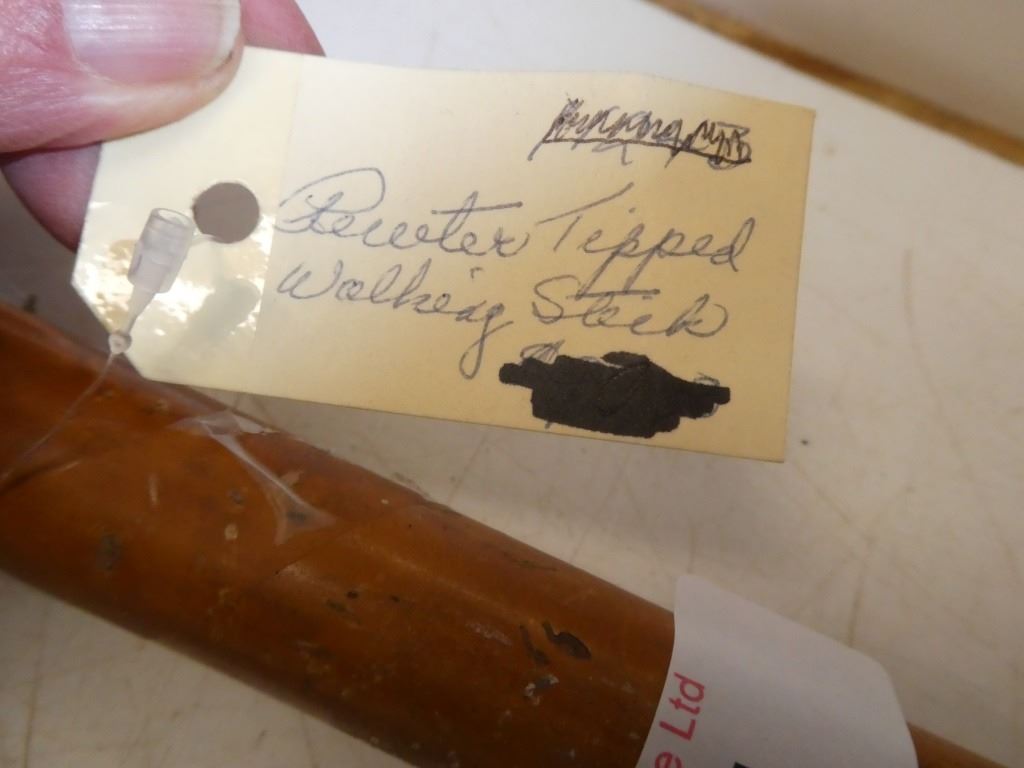 Pewter Tipped
Walking Stick
e Ltd